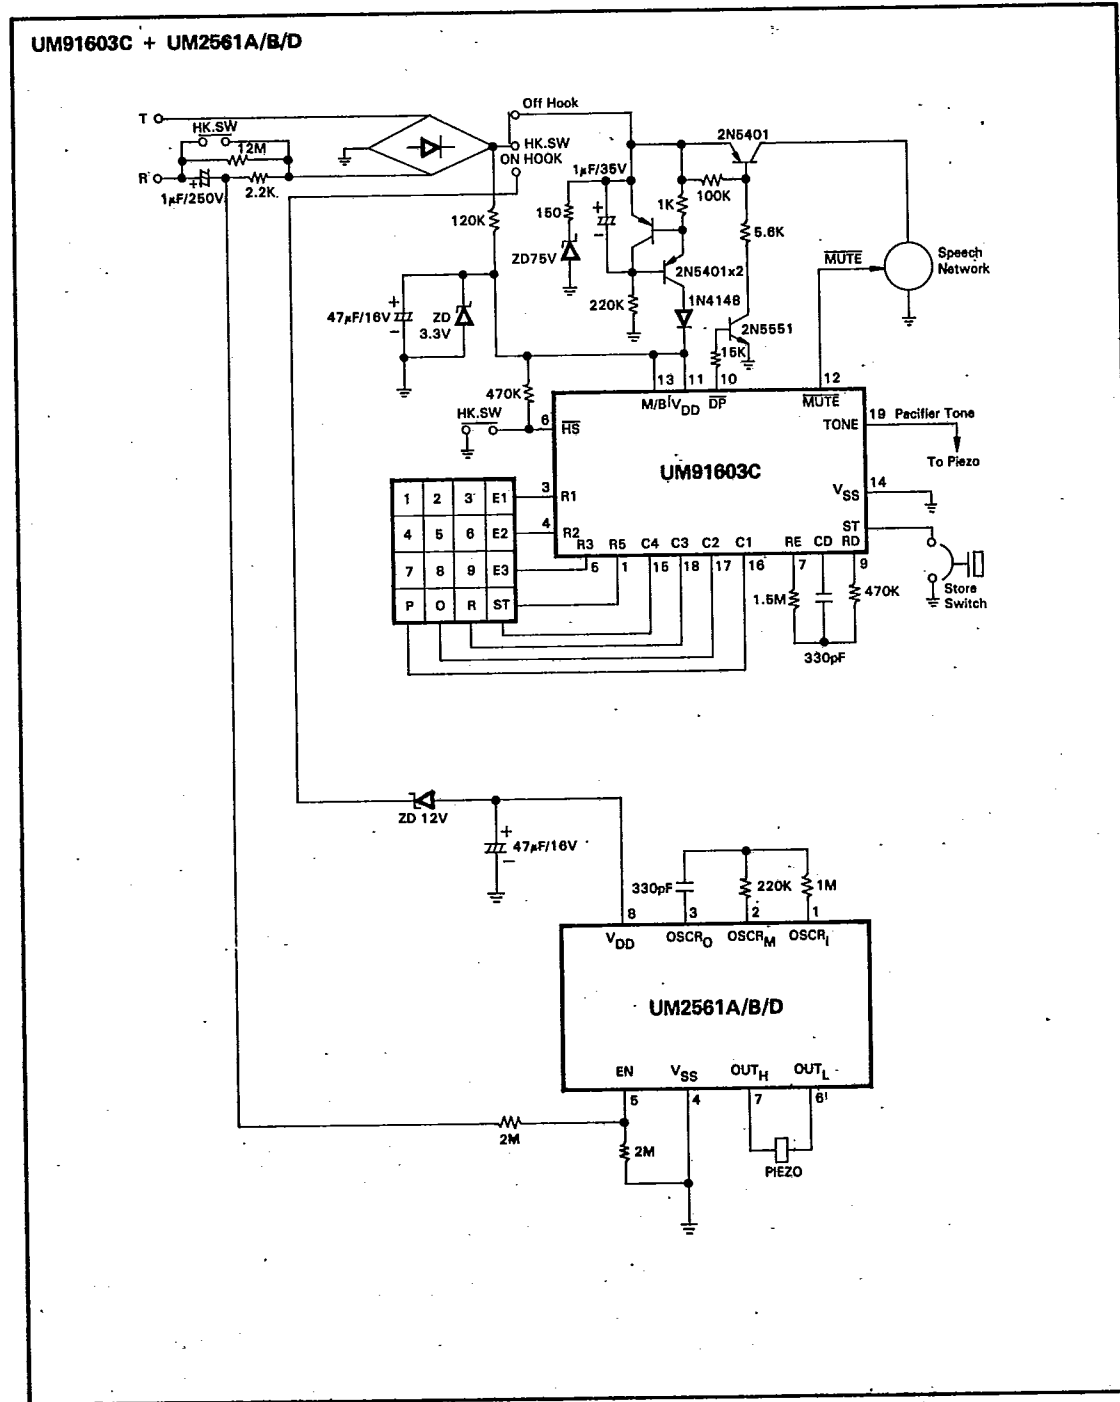 UM91603C + UM2561A/B/D
T
HK.SW
12M
R
1μF/250V
2.2K
Off Hook
HK.SW
ON HOOK
120K
1μF/35V
150
ZD75V
1K
100K
2N5401
5.6K
2N5401x2
220K
1N4148
2N5551
15K
47μF/16V
ZD
3.3V
+
-
+
-
MUTE
Speech
Network
470K
HK.SW
13
11
10
12
M/B
VDD
DP
MUTE
6
HS
TONE
19
Pacifier Tone
To Piezo
UM91603C
VSS
14
1 2 3 E1
4 5 6 E2
7 8 9 E3
P O R ST
3
R1
4
R2
R3
R5
C4
C3
C2
C1
RE
CD
RD
ST
5
1
15
18
17
16
7
9
1.5M
470K
330pF
Store
Switch
ZD 12V
+
47μF/16V
-
330pF
220K
1M
8
3
2
1
VDD
OSCRO
OSCRM
OSCRI
UM2561A/B/D
EN
VSS
OUTH
OUTL
5
4
7
6
2M
2M
PIEZO